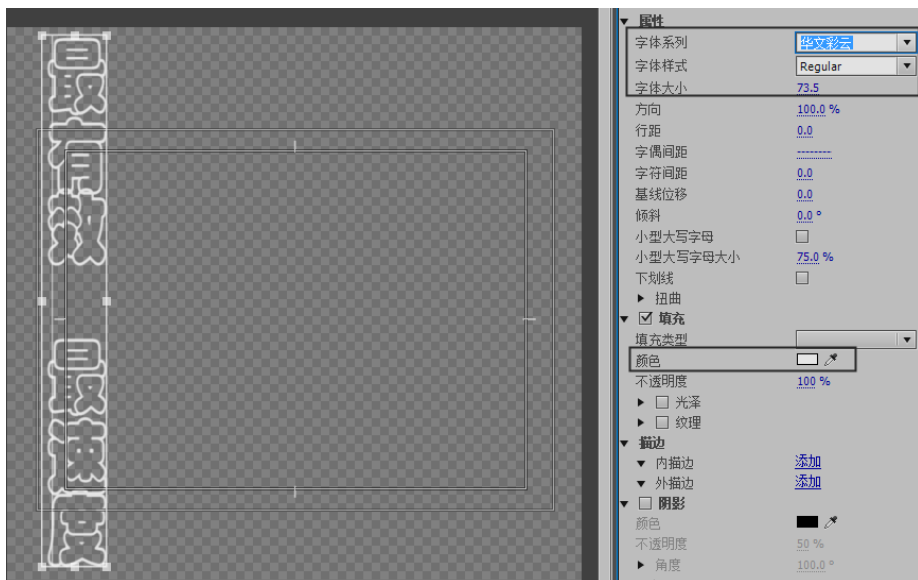 最有效 最速度
属性
字体系列 华文彩云
字体样式 Regular
字体大小 73.5
方向 100.0 %
行距 0.0
字偶间距 --------
字符间距 0.0
基线位移 0.0
倾斜 0.0 °
小型大写字母
小型大写字母大小 75.0 %
下划线
扭曲
填充
填充类型
颜色
不透明度 100 %
光泽
纹理
描边
内描边 添加
外描边 添加
阴影
颜色
不透明度 50 %
角度 100.0 °